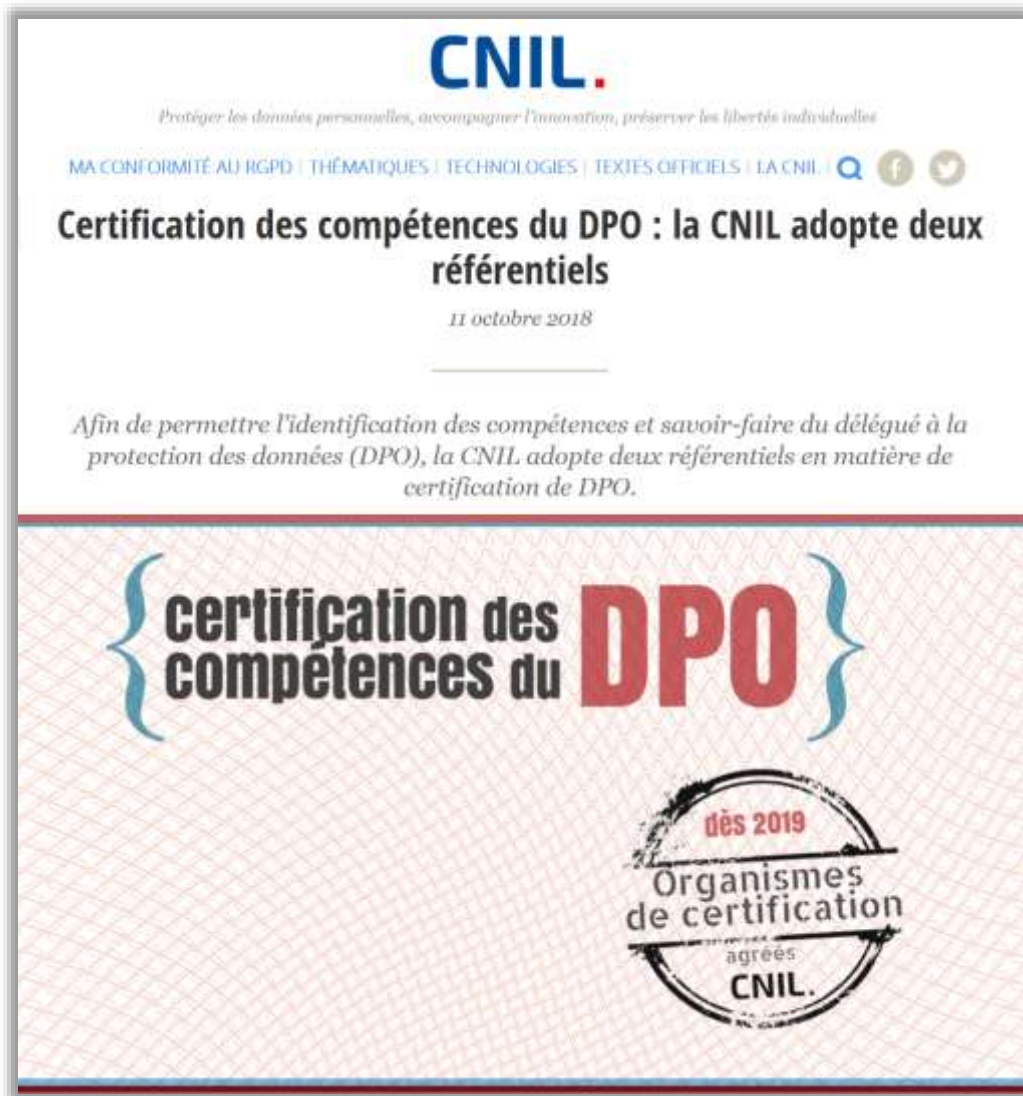 CNIL.
Protéger les données personnelles, accompagner l'innovation, préserver les libertés individuelles
MA CONFORMITÉ AU RGPD | THÉMATIQUES | TECHNOLOGIES | TEXTES OFFICIELS | LA CNIL |
Certification des compétences du DPO : la CNIL adopte deux
référentiels
11 octobre 2018
Afin de permettre l'identification des compétences et savoir-faire du délégué à la
protection des données (DPO), la CNIL adopte deux référentiels en matière de
certification de DPO.
{certification des
compétences du DPO}
dès 2019
Organismes
de certification
agréés
CNIL.